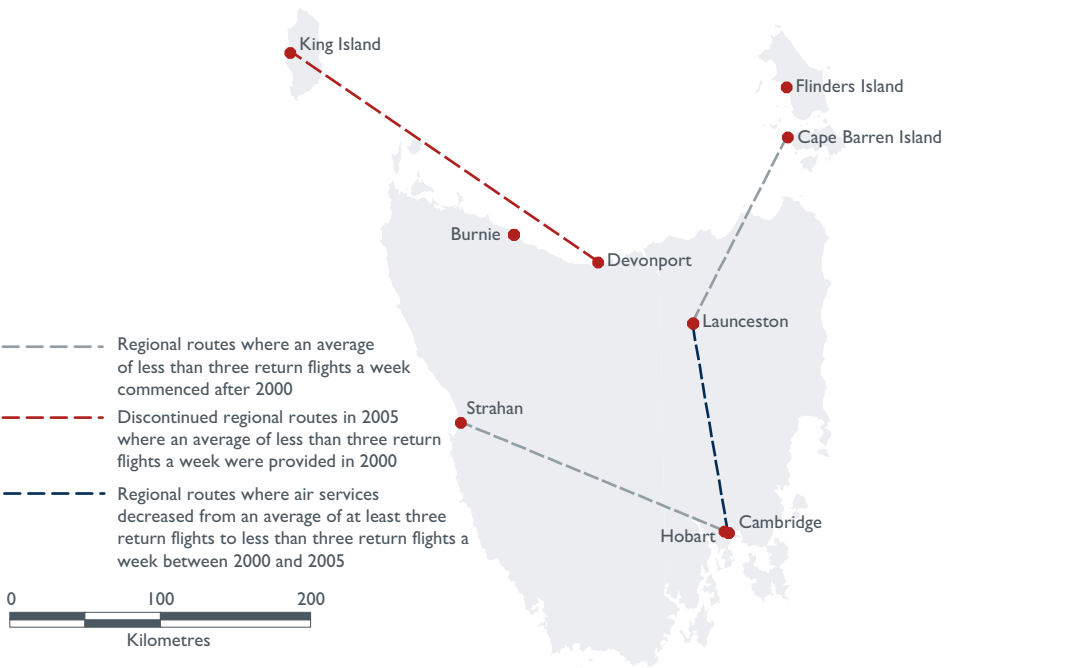 King Island
Flinders Island
Cape Barren Island
Burnie
Devonport
Launceston
Regional routes where an average
of less than three return flights a week
commenced after 2000
Strahan
Discontinued regional routes in 2005
where an average of less than three return
flights a week were provided in 2000
Regional routes where air services
decreased from an average of at least three
return flights to less than three return flights a
week between 2000 and 2005
Cambridge
Hobart
0 100 200
Kilometres